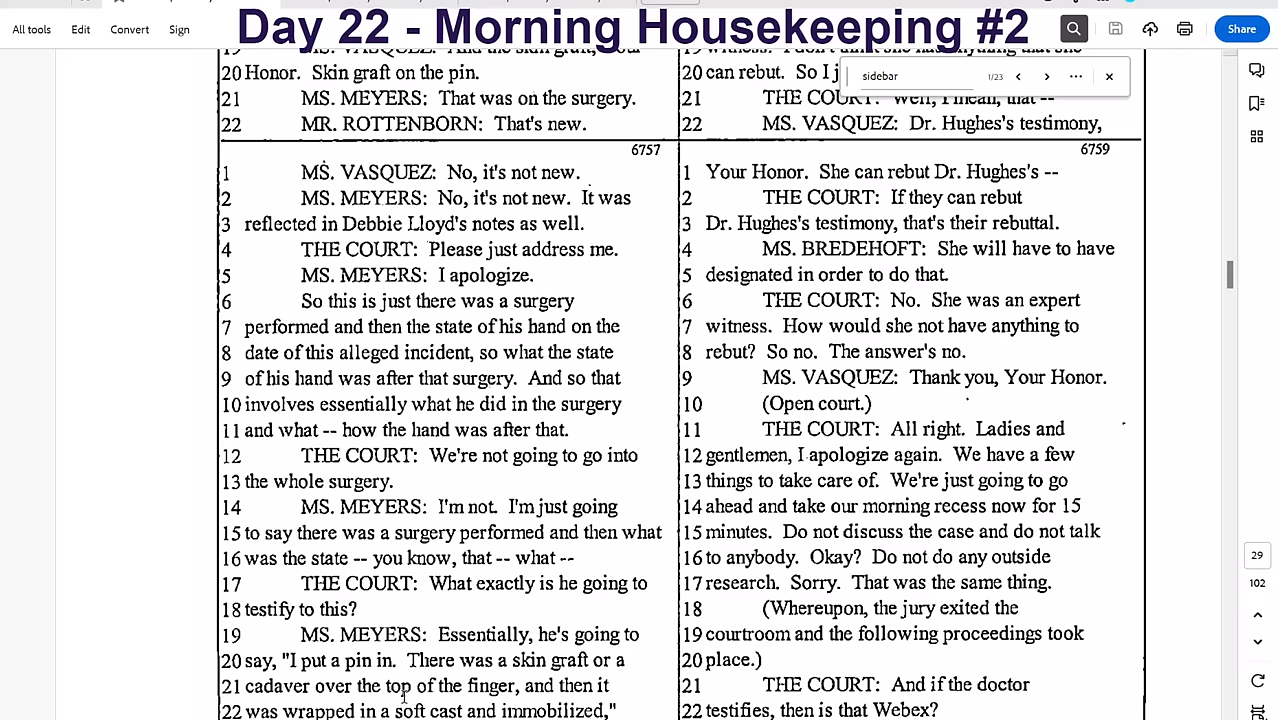 Day 22 - Morning Housekeeping #2
All tools Edit Convert Sign
Share
sidebar
1/23
20 Honor. Skin graft on the pin.
21 MS. MEYERS: That was on the surgery.
22 MR. ROTTENBORN: That's new.
6757
1 MS. VASQUEZ: No, it's not new.
2 MS. MEYERS: No, it's not new. It was
3 reflected in Debbie Lloyd's notes as well.
4 THE COURT: Please just address me.
5 MS. MEYERS: I apologize.
6 So this is just there was a surgery
7 performed and then the state of his hand on the
8 date of this alleged incident, so what the state
9 of his hand was after that surgery. And so that
10 involves essentially what he did in the surgery
11 and what -- how the hand was after that.
12 THE COURT: We're not going to go into
13 the whole surgery.
14 MS. MEYERS: I'm not. I'm just going
15 to say there was a surgery performed and then what
16 was the state -- you know, that -- what --
17 THE COURT: What exactly is he going to
18 testify to this?
19 MS. MEYERS: Essentially, he's going to
20 say, "I put a pin in. There was a skin graft or a
21 cadaver over the top of the finger, and then it
22 was wrapped in a soft cast and immobilized,"
20 can rebut. So I
21 THE COURT: Well, I mean, that --
22 MS. VASQUEZ: Dr. Hughes's testimony,
6759
1 Your Honor. She can rebut Dr. Hughes's --
2 THE COURT: If they can rebut
3 Dr. Hughes's testimony, that's their rebuttal.
4 MS. BREDEHOFT: She will have to have
5 designated in order to do that.
6 THE COURT: No. She was an expert
7 witness. How would she not have anything to
8 rebut? So no. The answer's no.
9 MS. VASQUEZ: Thank you, Your Honor.
10 (Open court.)
11 THE COURT: All right. Ladies and
12 gentlemen, I apologize again. We have a few
13 things to take care of. We're just going to go
14 ahead and take our morning recess now for 15
15 minutes. Do not discuss the case and do not talk
16 to anybody. Okay? Do not do any outside
17 research. Sorry. That was the same thing.
18 (Whereupon, the jury exited the
19 courtroom and the following proceedings took
20 place.)
21 THE COURT: And if the doctor
22 testifies, then is that Webex?
29
102